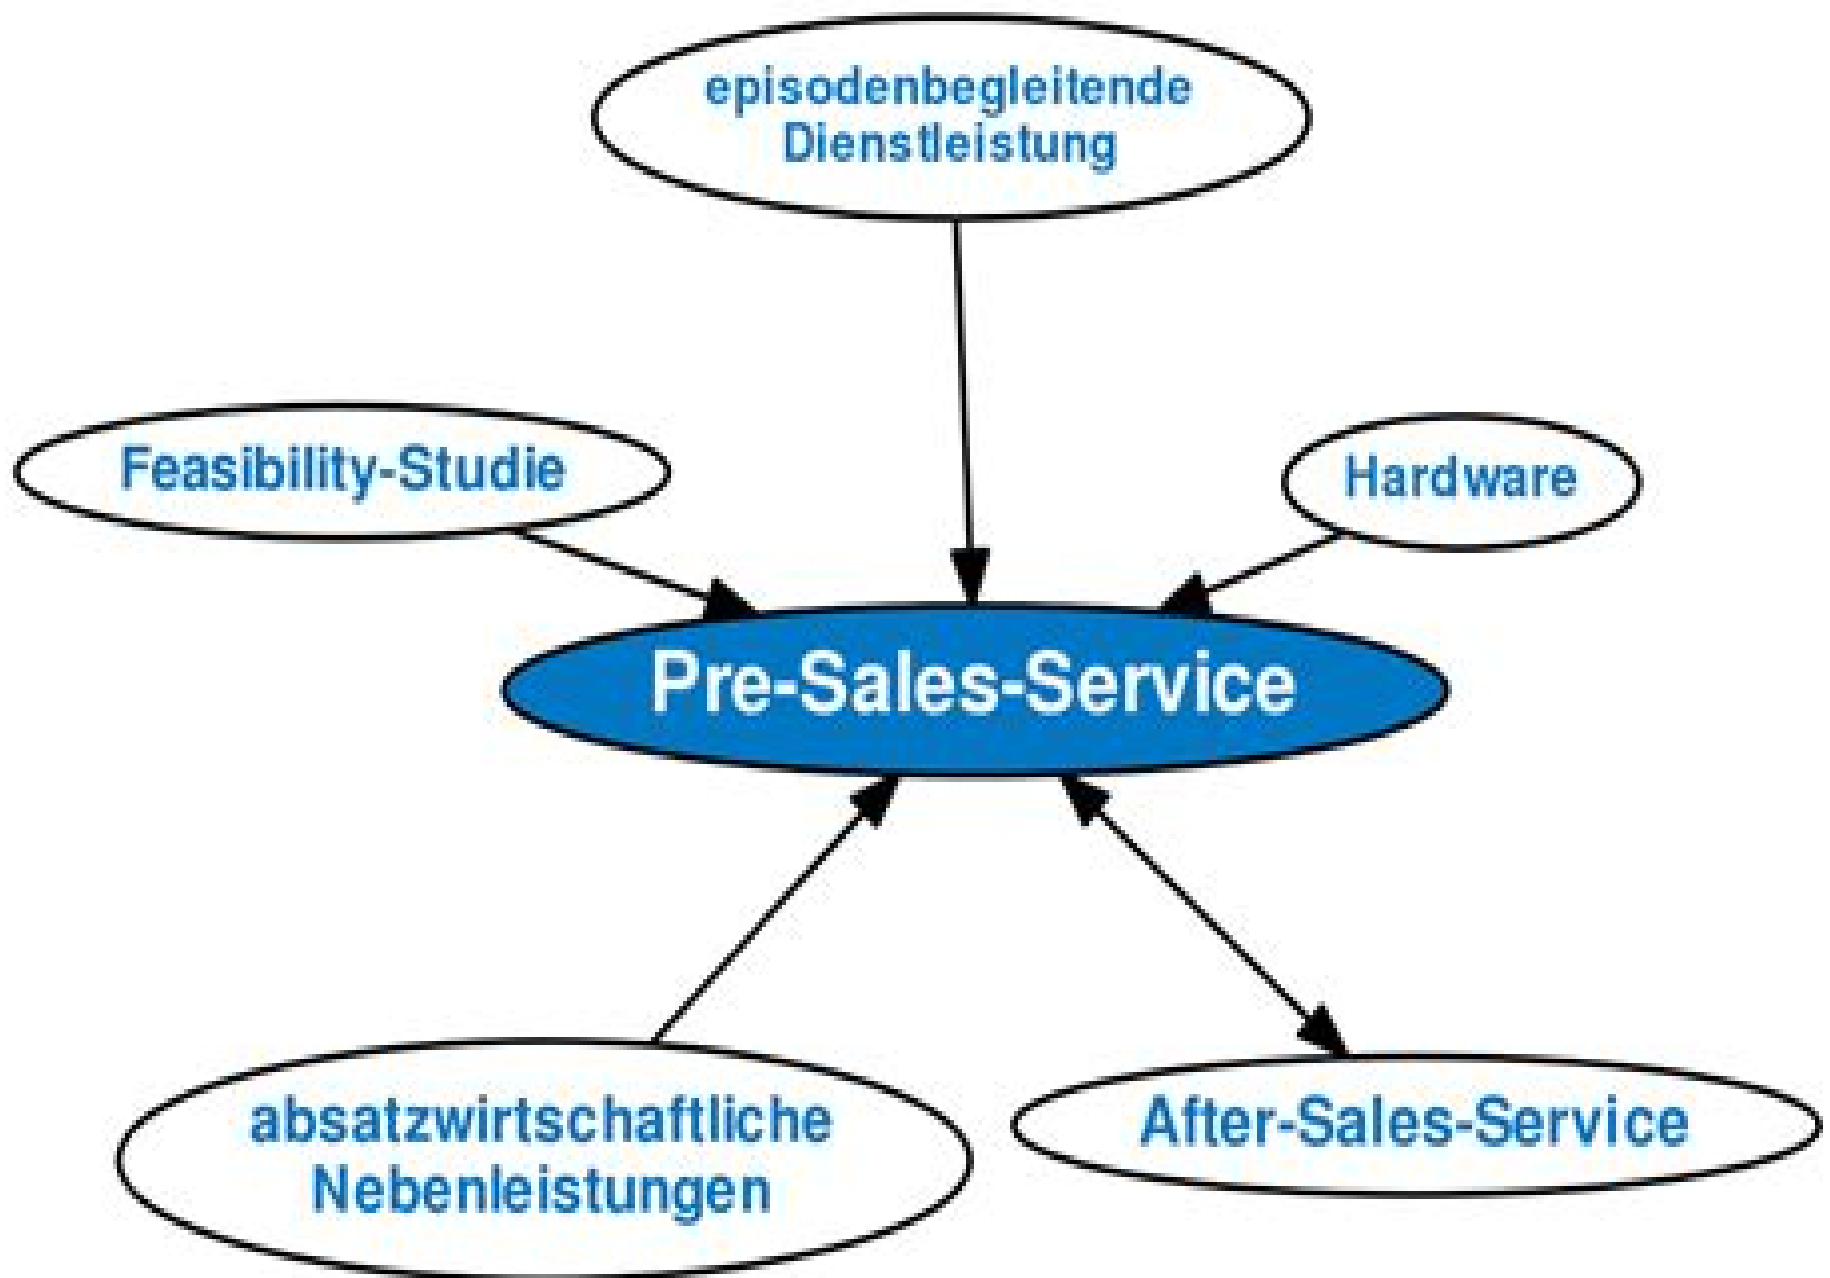 episodenbegleitende
Dienstleistung
Feasibility-Studie
Hardware
Pre-Sales-Service
absatzwirtschaftliche
Nebenleistungen
After-Sales-Service